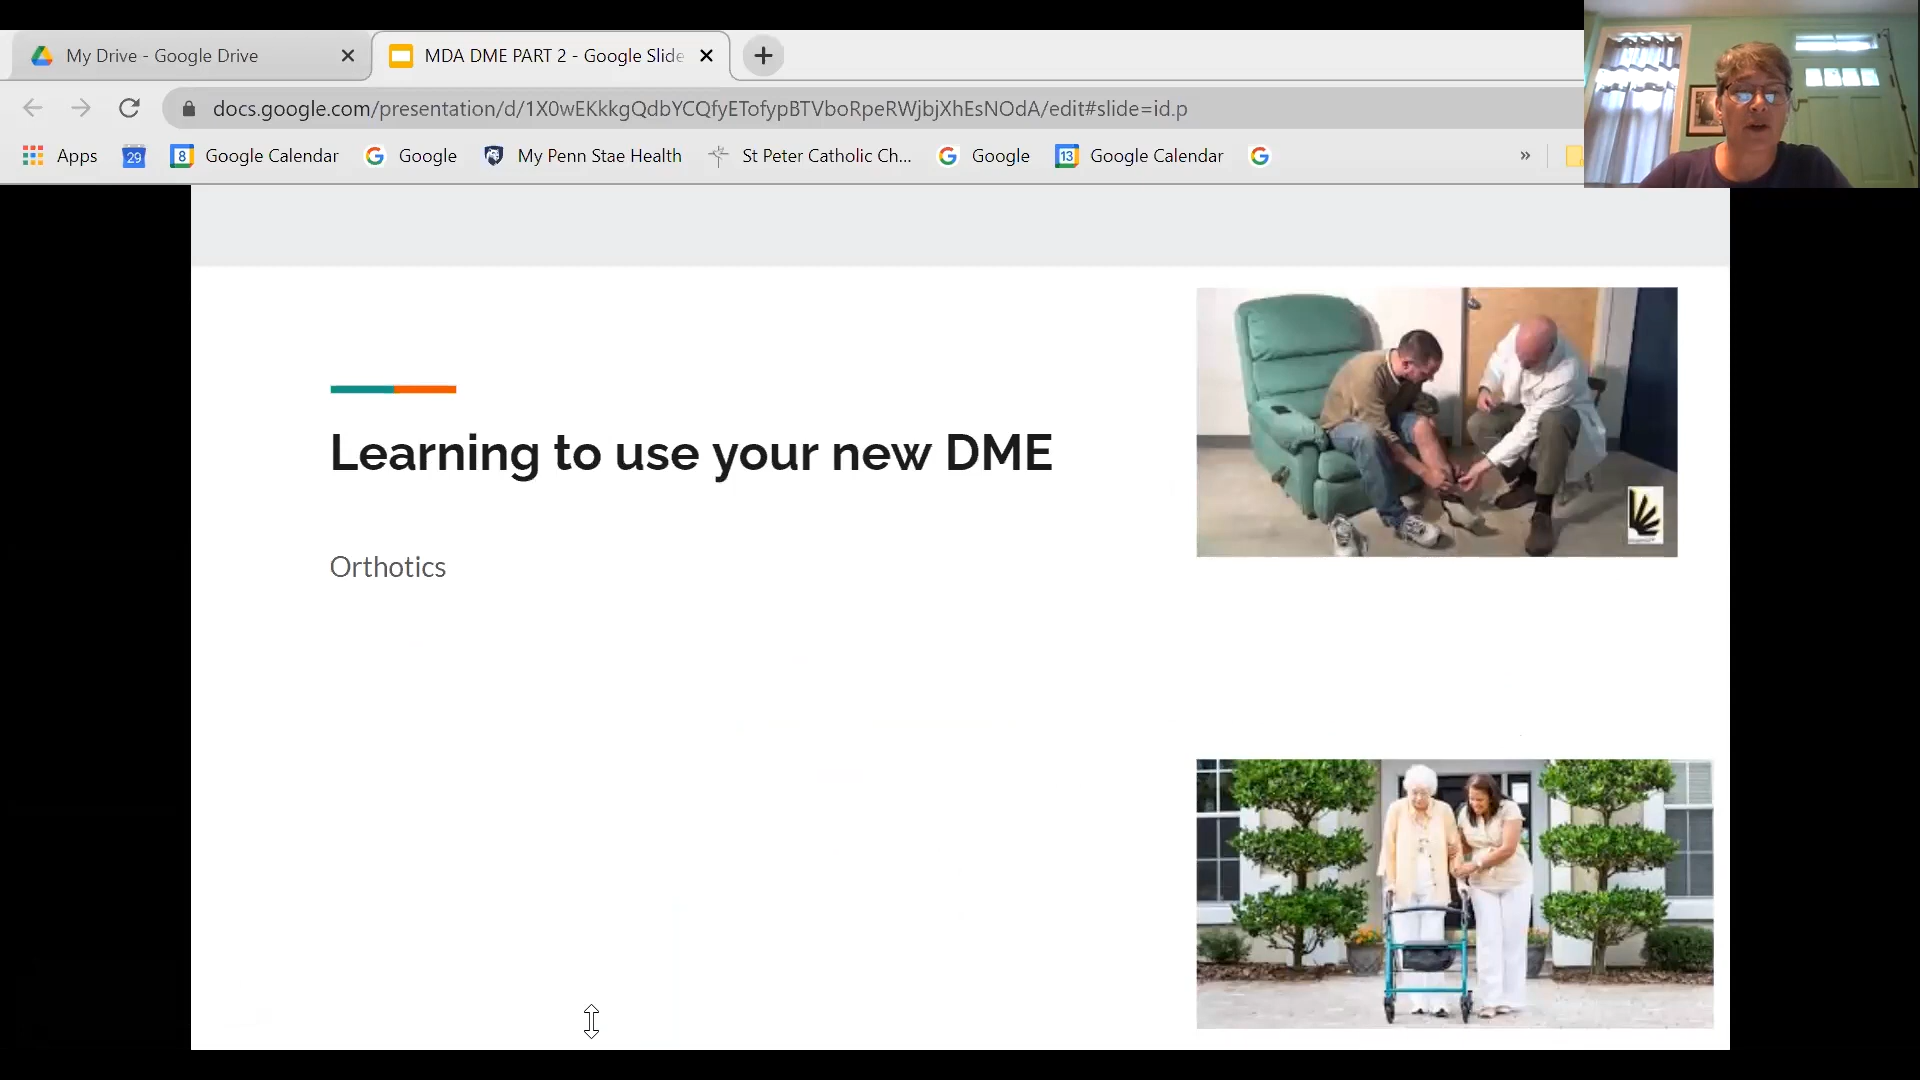 My Drive - Google Drive
MDA DME PART 2 - Google Slide
docs.google.com/presentation/d/1X0wEKkkgQdbYCQfyETofypBTVboRpeRWjbjXhEsNOdA/edit#slide=id.p
Apps 29 8 Google Calendar Google My Penn Stae Health St Peter Catholic Ch... Google 13 Google Calendar »
Learning to use your new DME
Orthotics